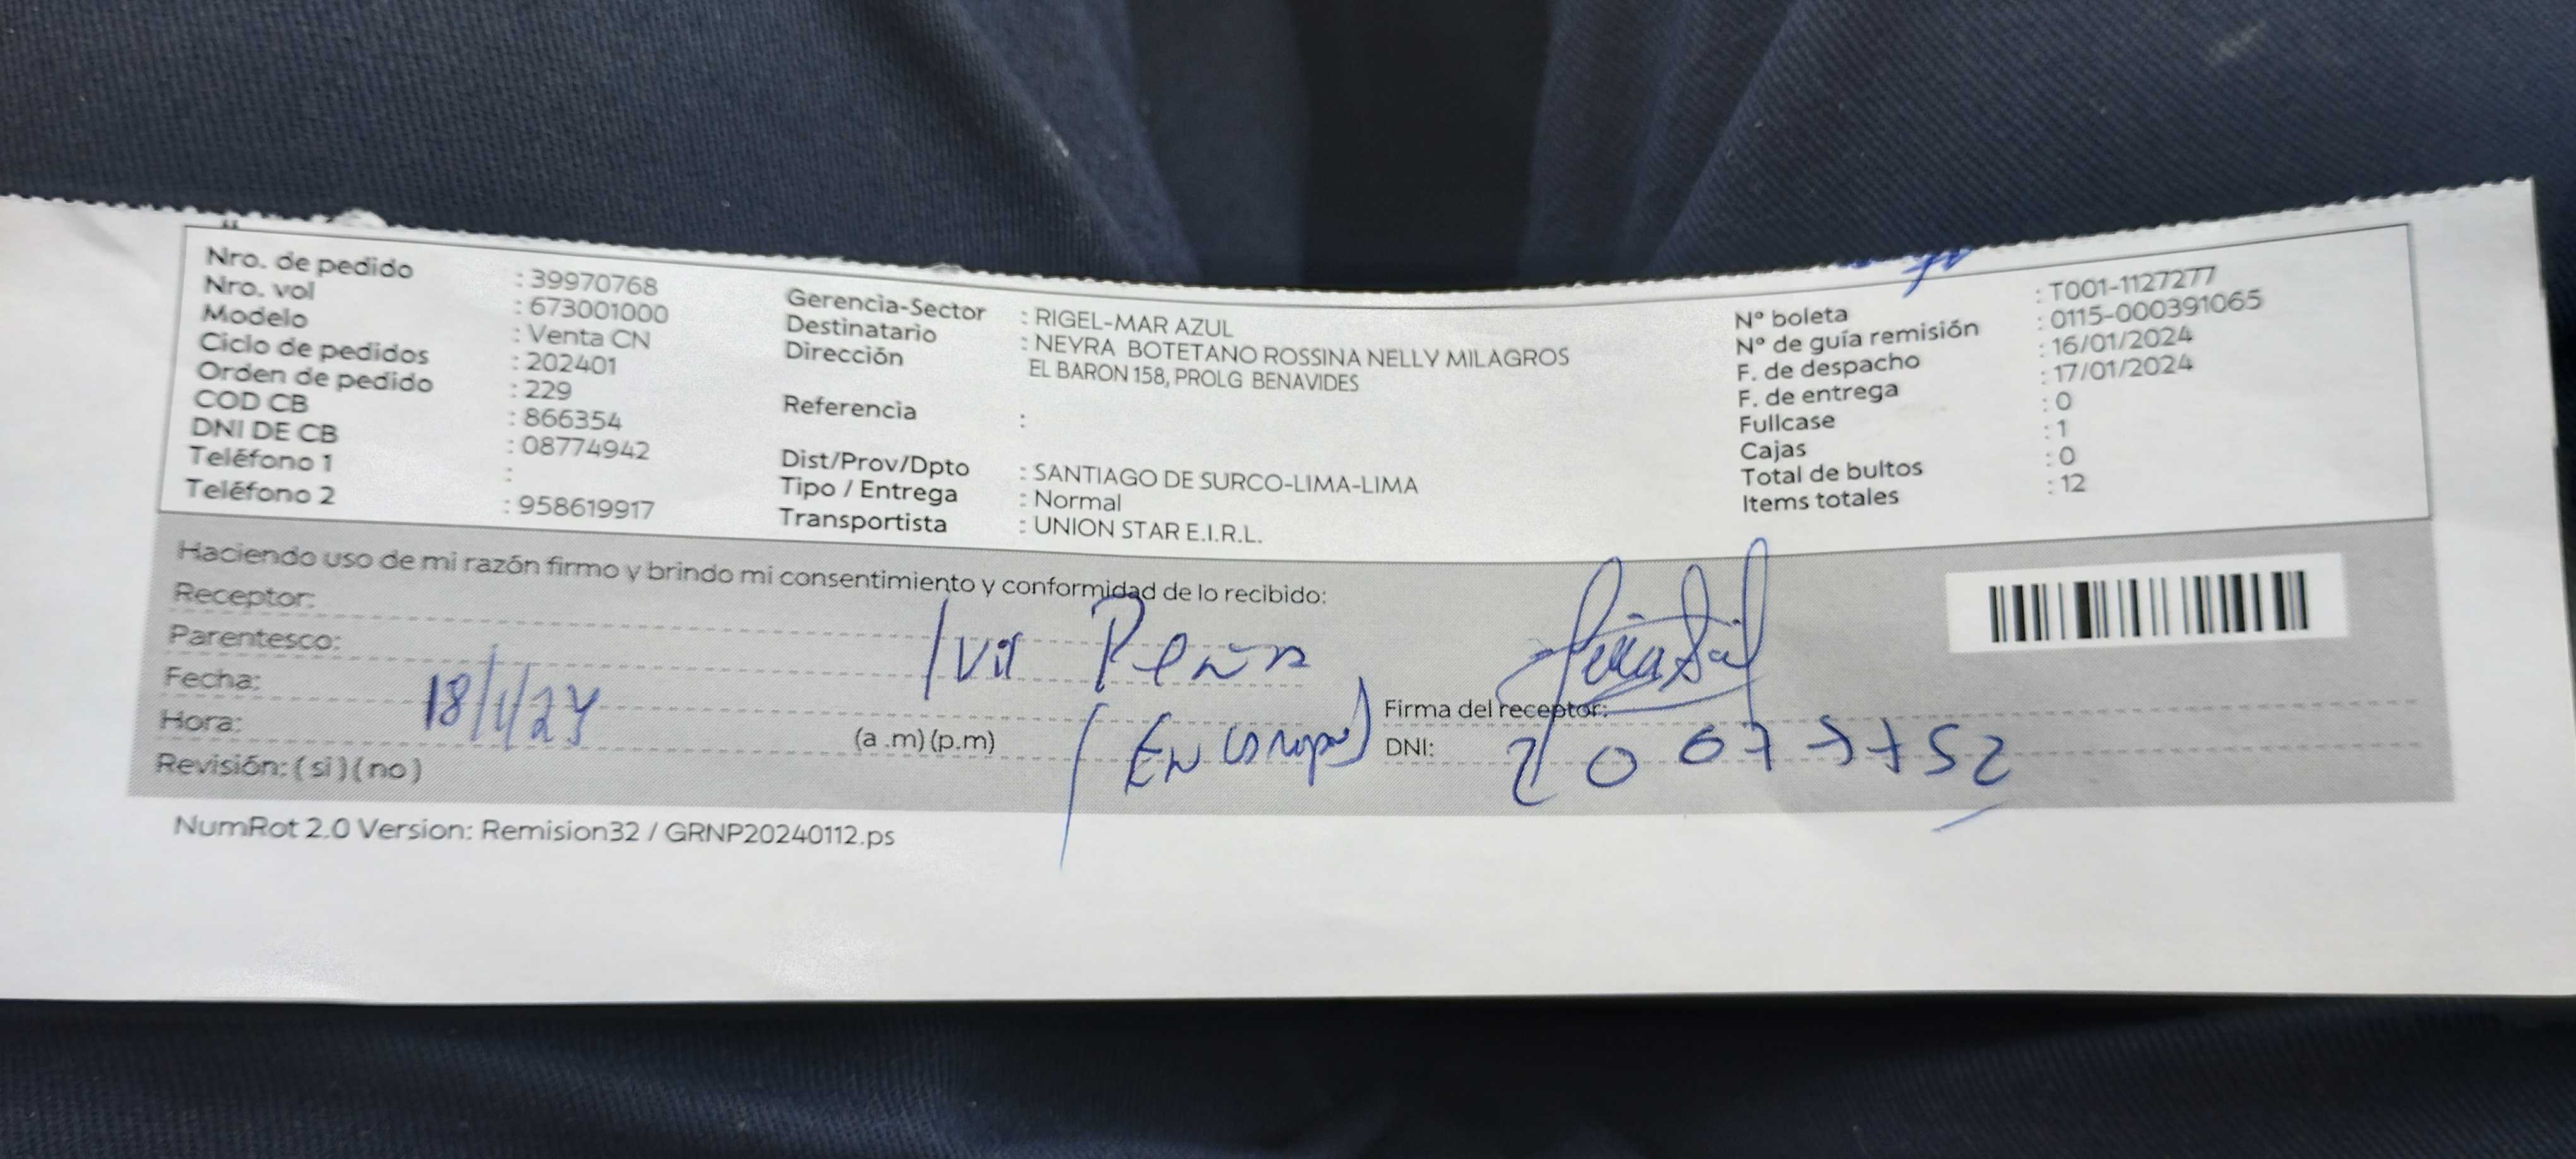 Nro. de pedido : 39970768
Nro. vol : 673001000
Modelo : Venta CN
Ciclo de pedidos : 202401
Orden de pedido : 229
COD CB : 866354
DNI DE CB : 08774942
Teléfono 1 :
Teléfono 2 : 958619917
Gerencia-Sector : RIGEL-MAR AZUL
Destinatario : NEYRA BOTETANO ROSSINA NELLY MILAGROS
Dirección EL BARON 158, PROLG BENAVIDES
Referencia :
Dist/Prov/Dpto : SANTIAGO DE SURCO-LIMA-LIMA
Tipo / Entrega : Normal
Transportista : UNION STAR E.I.R.L.
Nº boleta : T001-1127277
Nº de guía remisión : 0115-000391065
F. de despacho : 16/01/2024
F. de entrega : 17/01/2024
Fullcase : 0
Cajas : 1
Total de bultos : 0
Items totales : 12
Haciendo uso de mi razón firmo y brindo mi consentimiento y conformidad de lo recibido:
Receptor: Peña
Parentesco:
Fecha: 18/1/24
Hora: (a .m) (p.m)
Revisión: ( si ) ( no )
Firma del receptor:
DNI:
NumRot 2.0 Version: Remision32 / GRNP20240112.ps